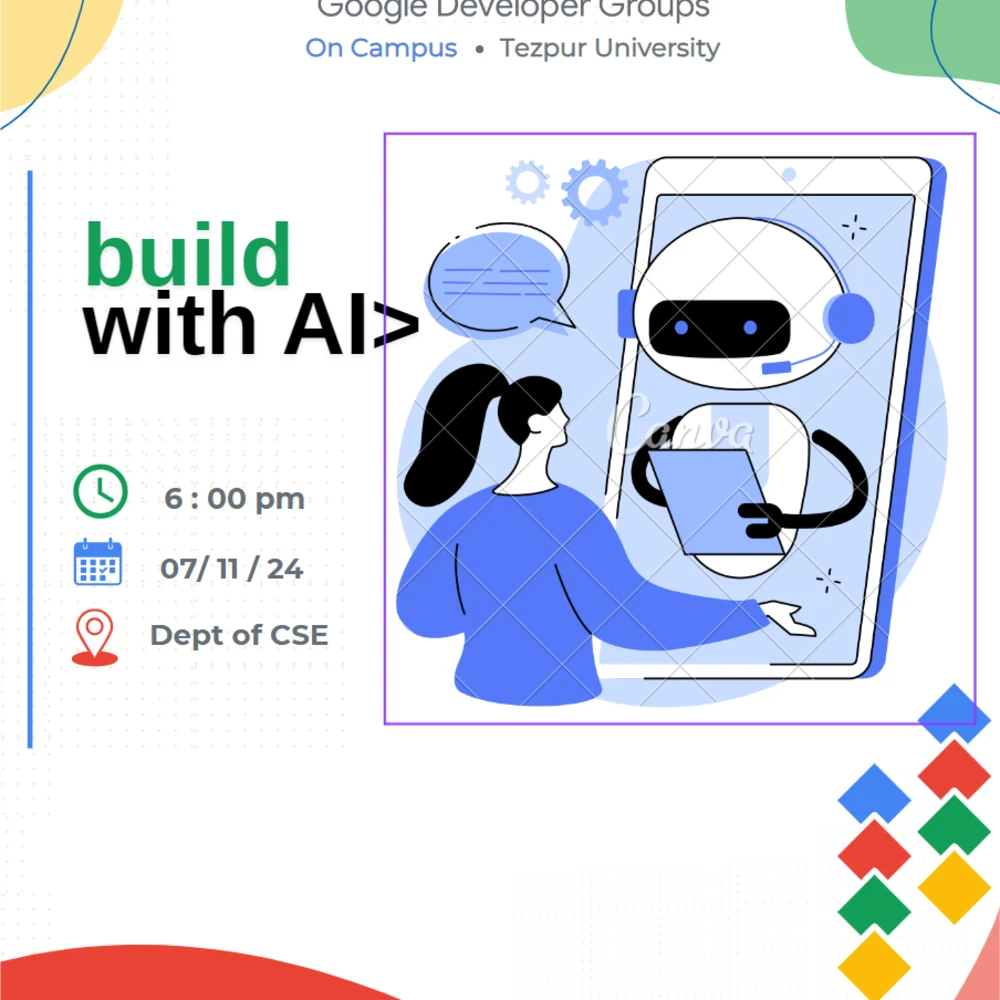 Google Developer Groups
On Campus • Tezpur University
build
with AI>
6 : 00 pm
07/ 11 / 24
Dept of CSE
Canva